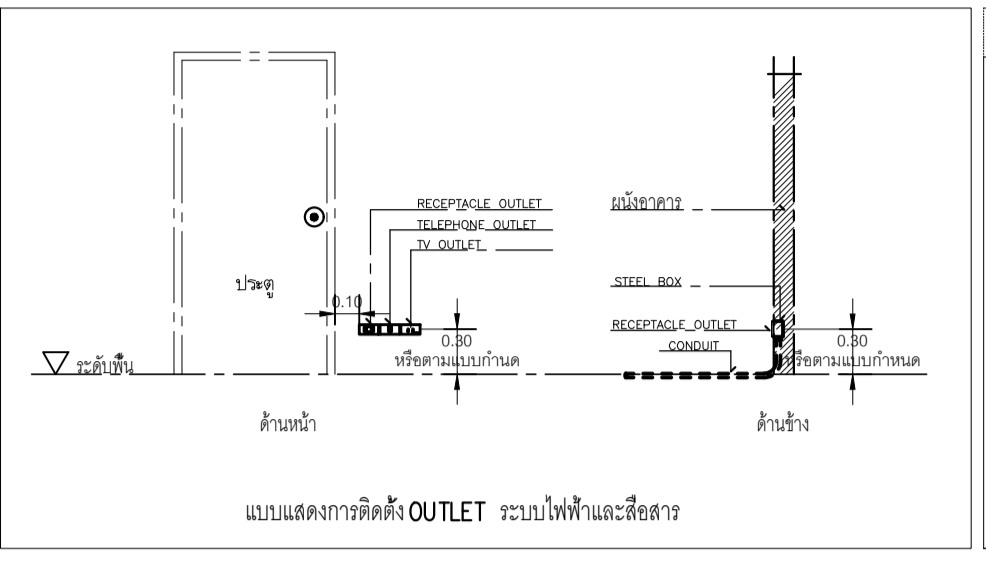 RECEPTACLE OUTLET
TELEPHONE OUTLET
TV OUTLET
ประตู
0.10
0.30
หรือตามแบบกำนด
ระดับพื้น
ด้านหน้า
ผนังอาคาร
STEEL BOX
RECEPTACLE OUTLET
CONDUIT
0.30
หรือตามแบบกำหนด
ด้านข้าง
แบบแสดงการติดตั้ง OUTLET ระบบไฟฟ้าและสื่อสาร